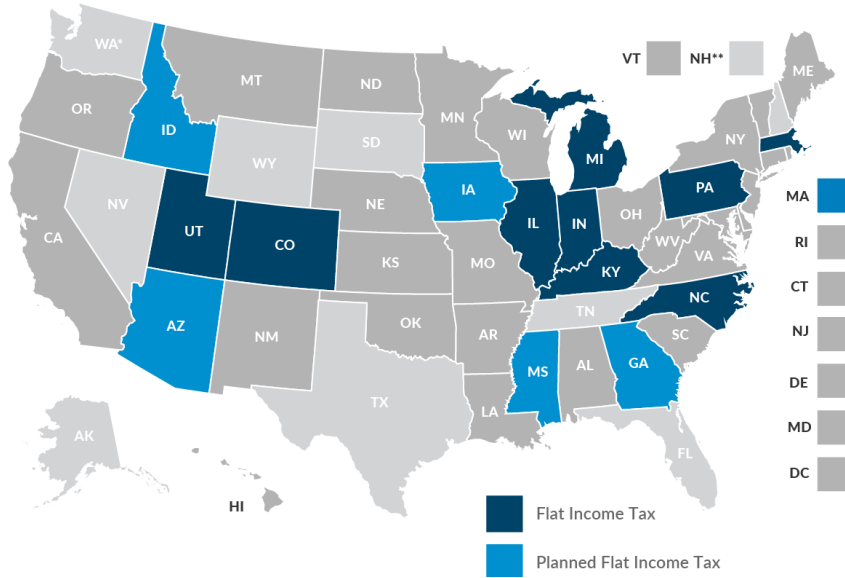 WA*
VT
NH**
ME
MT
ND
OR
MN
ID
SD
WI
NY
WY
MI
IA
PA
NV
NE
OH
MA
UT
CO
IL
IN
CA
WV
RI
KS
MO
VA
KY
CT
NC
TN
AZ
OK
NM
AR
SC
NJ
MS
AL
GA
DE
TX
LA
MD
AK
FL
DC
HI
Flat Income Tax
Planned Flat Income Tax